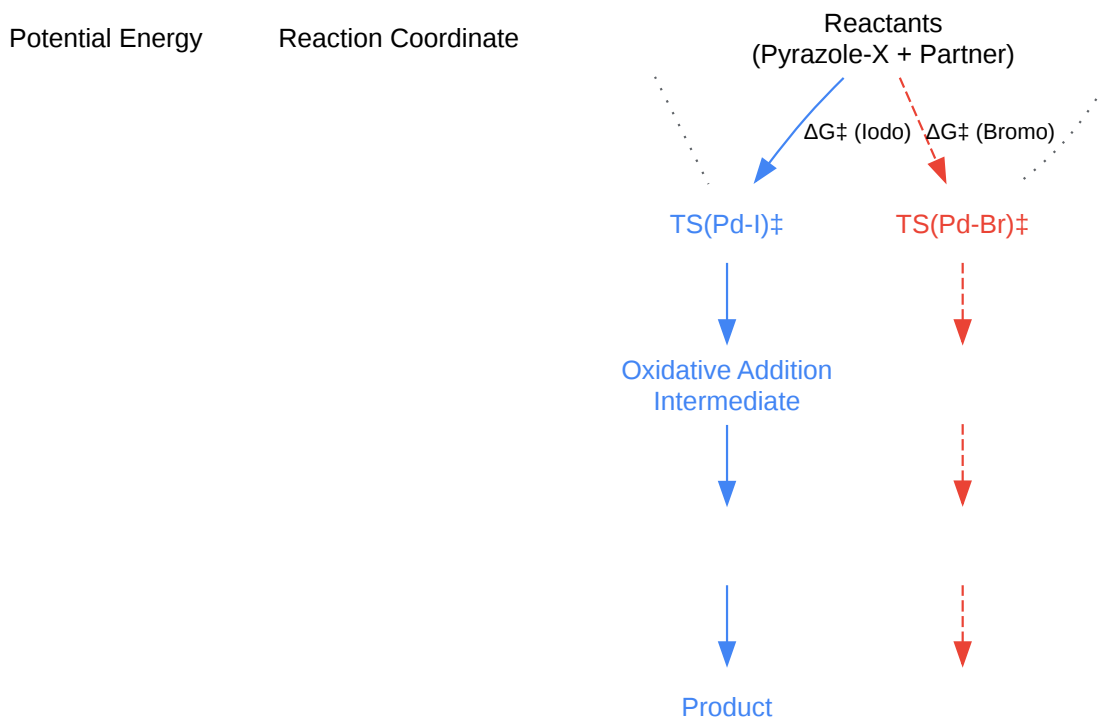 Potential Energy
Reaction Coordinate
Reactants
(Pyrazole-X + Partner)
ΔG‡ (Iodo)
ΔG‡ (Bromo)
TS(Pd-I)‡
TS(Pd-Br)‡
Oxidative Addition
Intermediate
Product